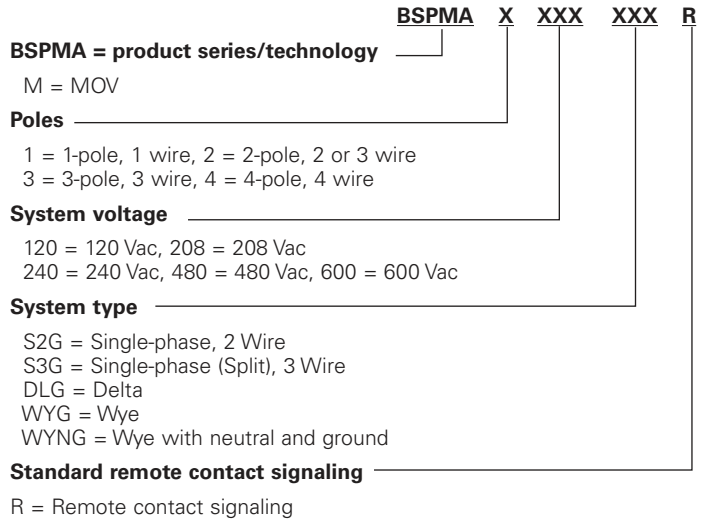 BSPMA X XXX XXX R
BSPMA = product series/technology
M = MOV
Poles
1 = 1-pole, 1 wire, 2 = 2-pole, 2 or 3 wire
3 = 3-pole, 3 wire, 4 = 4-pole, 4 wire
System voltage
120 = 120 Vac, 208 = 208 Vac
240 = 240 Vac, 480 = 480 Vac, 600 = 600 Vac
System type
S2G = Single-phase, 2 Wire
S3G = Single-phase (Split), 3 Wire
DLG = Delta
WYG = Wye
WYNG = Wye with neutral and ground
Standard remote contact signaling
R = Remote contact signaling